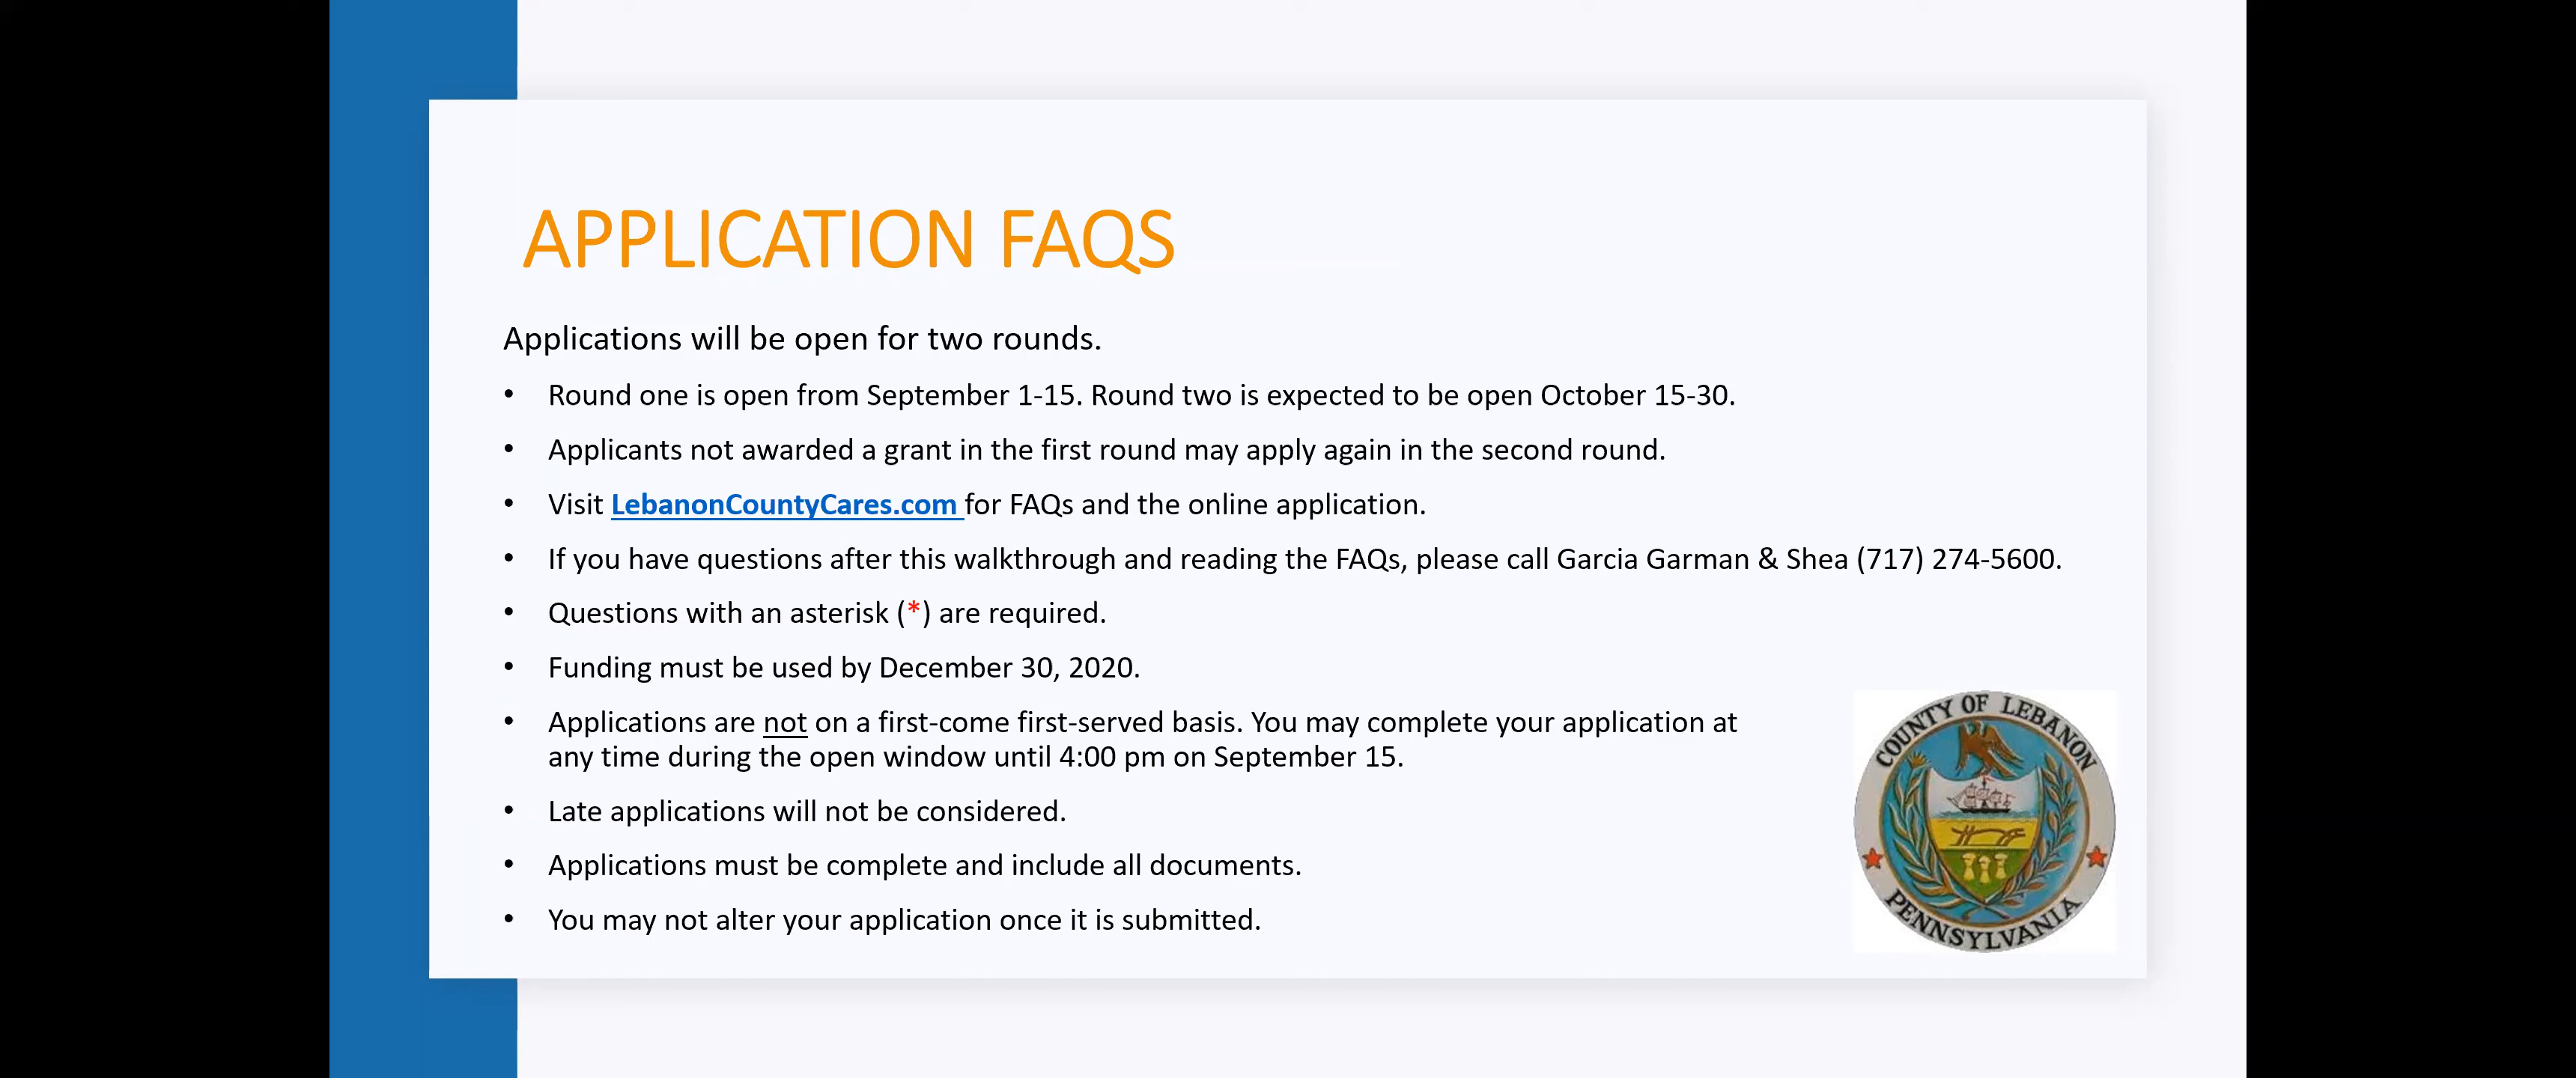 APPLICATION FAQS
Applications will be open for two rounds.
• Round one is open from September 1-15. Round two is expected to be open October 15-30.
• Applicants not awarded a grant in the first round may apply again in the second round.
• Visit LebanonCountyCares.com for FAQs and the online application.
• If you have questions after this walkthrough and reading the FAQs, please call Garcia Garman & Shea (717) 274-5600.
• Questions with an asterisk (*) are required.
• Funding must be used by December 30, 2020.
• Applications are not on a first-come first-served basis. You may complete your application at
any time during the open window until 4:00 pm on September 15.
• Late applications will not be considered.
• Applications must be complete and include all documents.
• You may not alter your application once it is submitted.
COUNTY OF LEBANON
PENNSYLVANIA